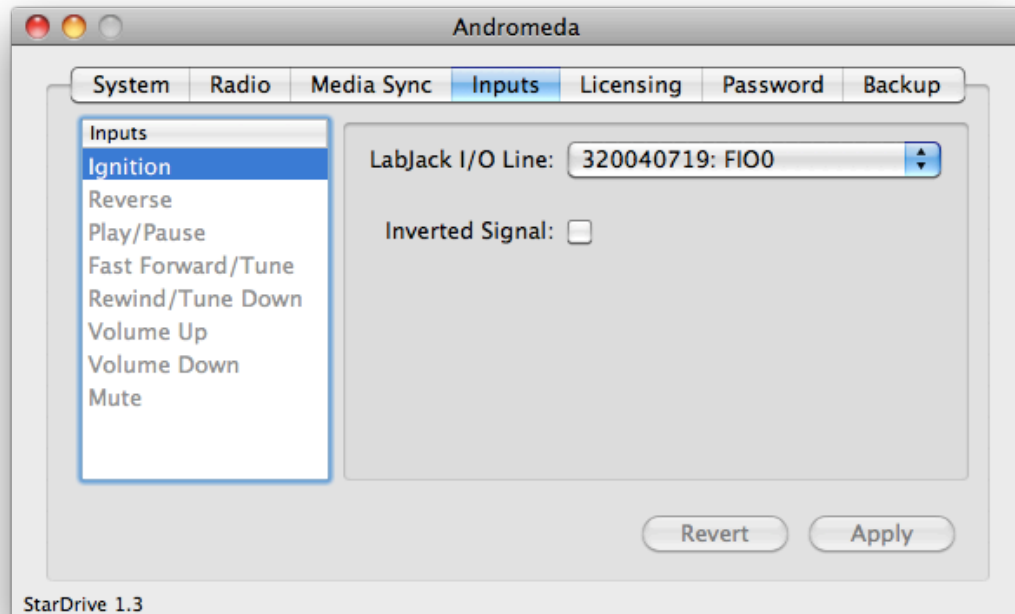 Andromeda
System Radio Media Sync Inputs Licensing Password Backup
Inputs
Ignition
Reverse
Play/Pause
Fast Forward/Tune
Rewind/Tune Down
Volume Up
Volume Down
Mute
LabJack I/O Line: 320040719: FIO0
Inverted Signal:
Revert Apply
StarDrive 1.3